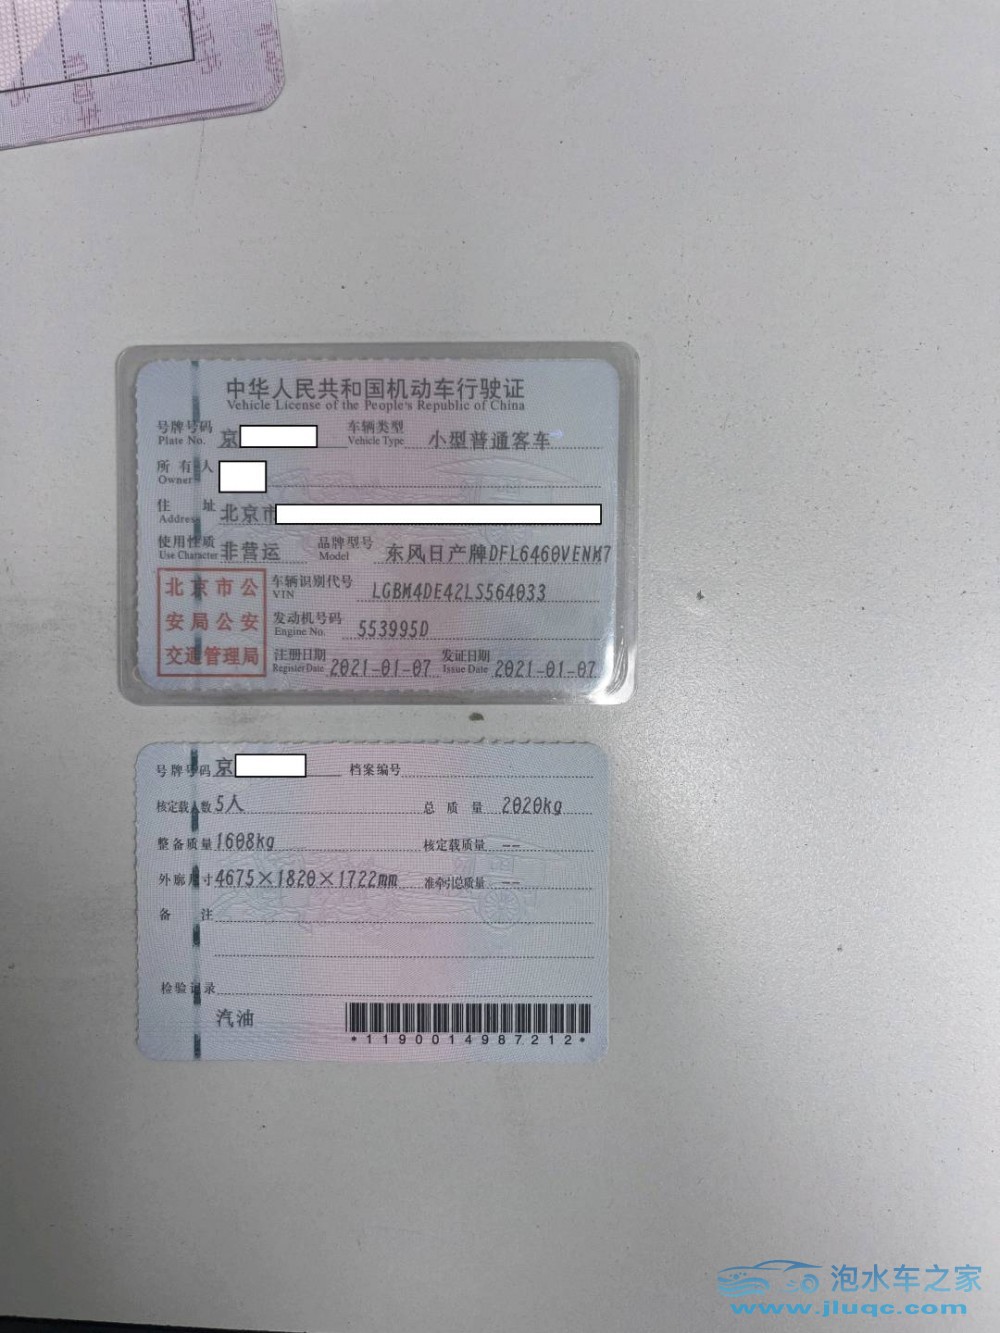 机动车
中华人民共和国机动车行驶证
Vehicle License of the People's Republic of China
号牌号码 京 车辆类型 小型普通客车
Plate No. Vehicle Type
所有人
Owner
住址 北京市
Address
使用性质 非营运 品牌型号 东风日产牌DFL6460VENM7
Use Character Model
北京市公
安局公安
交通管理局
车辆识别代号 LGBM4DE42LS564033
VIN
发动机号码 553995D
Engine No.
注册日期 2021-01-07 发证日期 2021-01-07
Register Date Issue Date
号牌号码 京 档案编号
核定载人数 5人 总质量 2020kg
整备质量 1608kg 核定载质量 --
外廓尺寸 4675×1820×1722mm 准牵引总质量 --
备注
检验记录
汽油
*1190014987212*
泡水车之家
www.jluqc.com